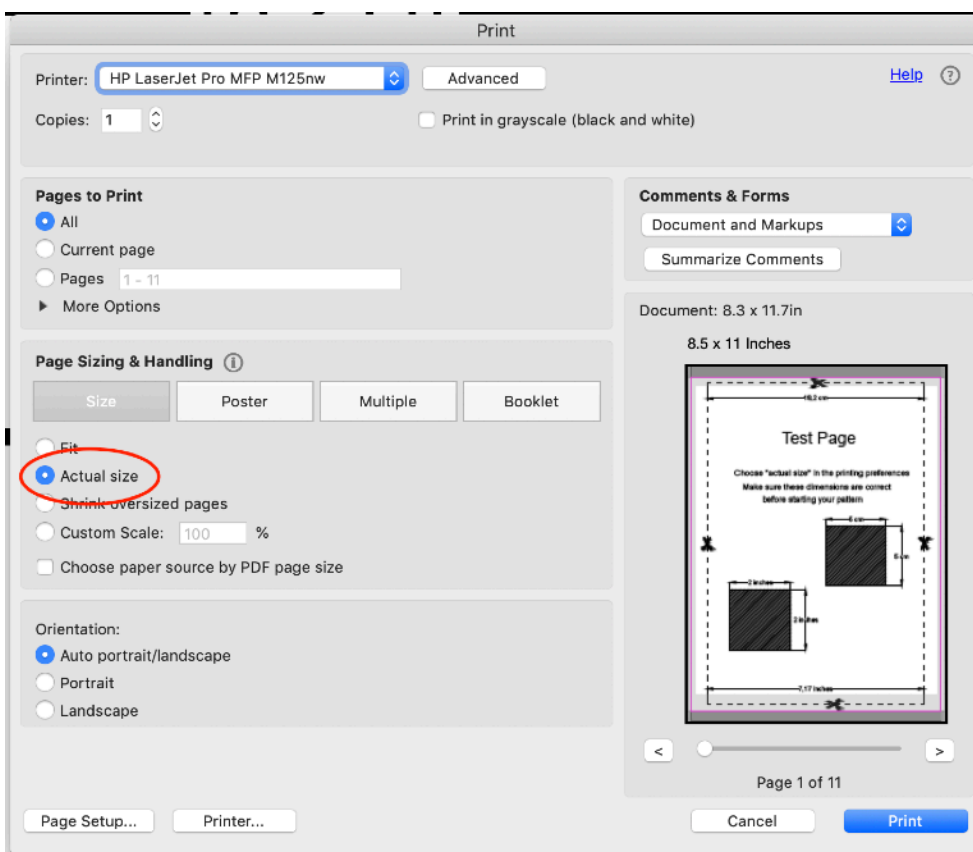 Print
Printer: HP LaserJet Pro MFP M125nw Advanced Help ?
Copies: 1 Print in grayscale (black and white)
Pages to Print
All
Current page
Pages 1 - 11
More Options
Comments & Forms
Document and Markups
Summarize Comments
Page Sizing & Handling
Size Poster Multiple Booklet
Fit
Actual size
Shrink oversized pages
Custom Scale: 100 %
Choose paper source by PDF page size
Orientation:
Auto portrait/landscape
Portrait
Landscape
Document: 8.3 x 11.7in
8.5 x 11 Inches
Test Page
Choose "actual size" in the printing preferences
Make sure these dimensions are correct
before starting your pattern
2 inches
7,17 inches
< >
Page 1 of 11
Page Setup... Printer... Cancel Print